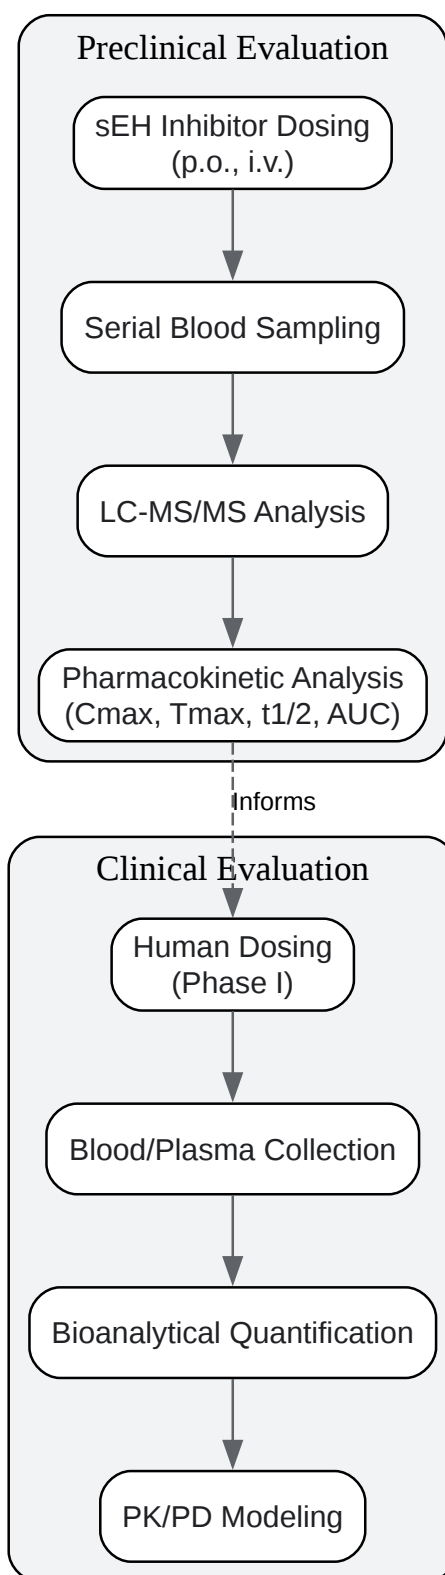 Preclinical Evaluation
sEH Inhibitor Dosing
(p.o., i.v.)
Serial Blood Sampling
LC-MS/MS Analysis
Pharmacokinetic Analysis
(Cmax, Tmax, t1/2, AUC)
Informs
Clinical Evaluation
Human Dosing
(Phase I)
Blood/Plasma Collection
Bioanalytical Quantification
PK/PD Modeling